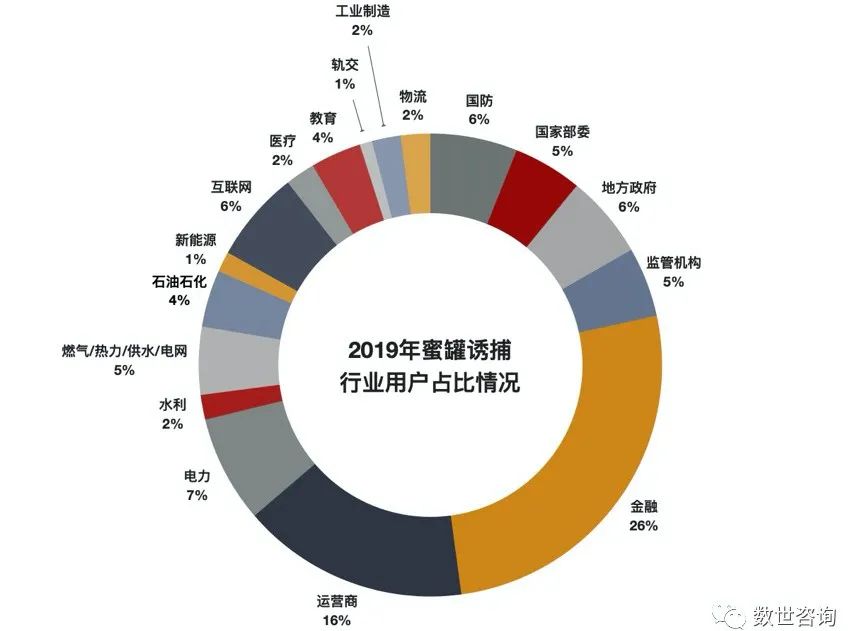 2019年蜜罐诱捕
行业用户占比情况
国防
6%
国家部委
5%
地方政府
6%
监管机构
5%
金融
26%
运营商
16%
电力
7%
水利
2%
燃气/热力/供水/电网
5%
石油石化
4%
新能源
1%
互联网
6%
医疗
2%
教育
4%
轨交
1%
工业制造
2%
物流
2%
数世咨询